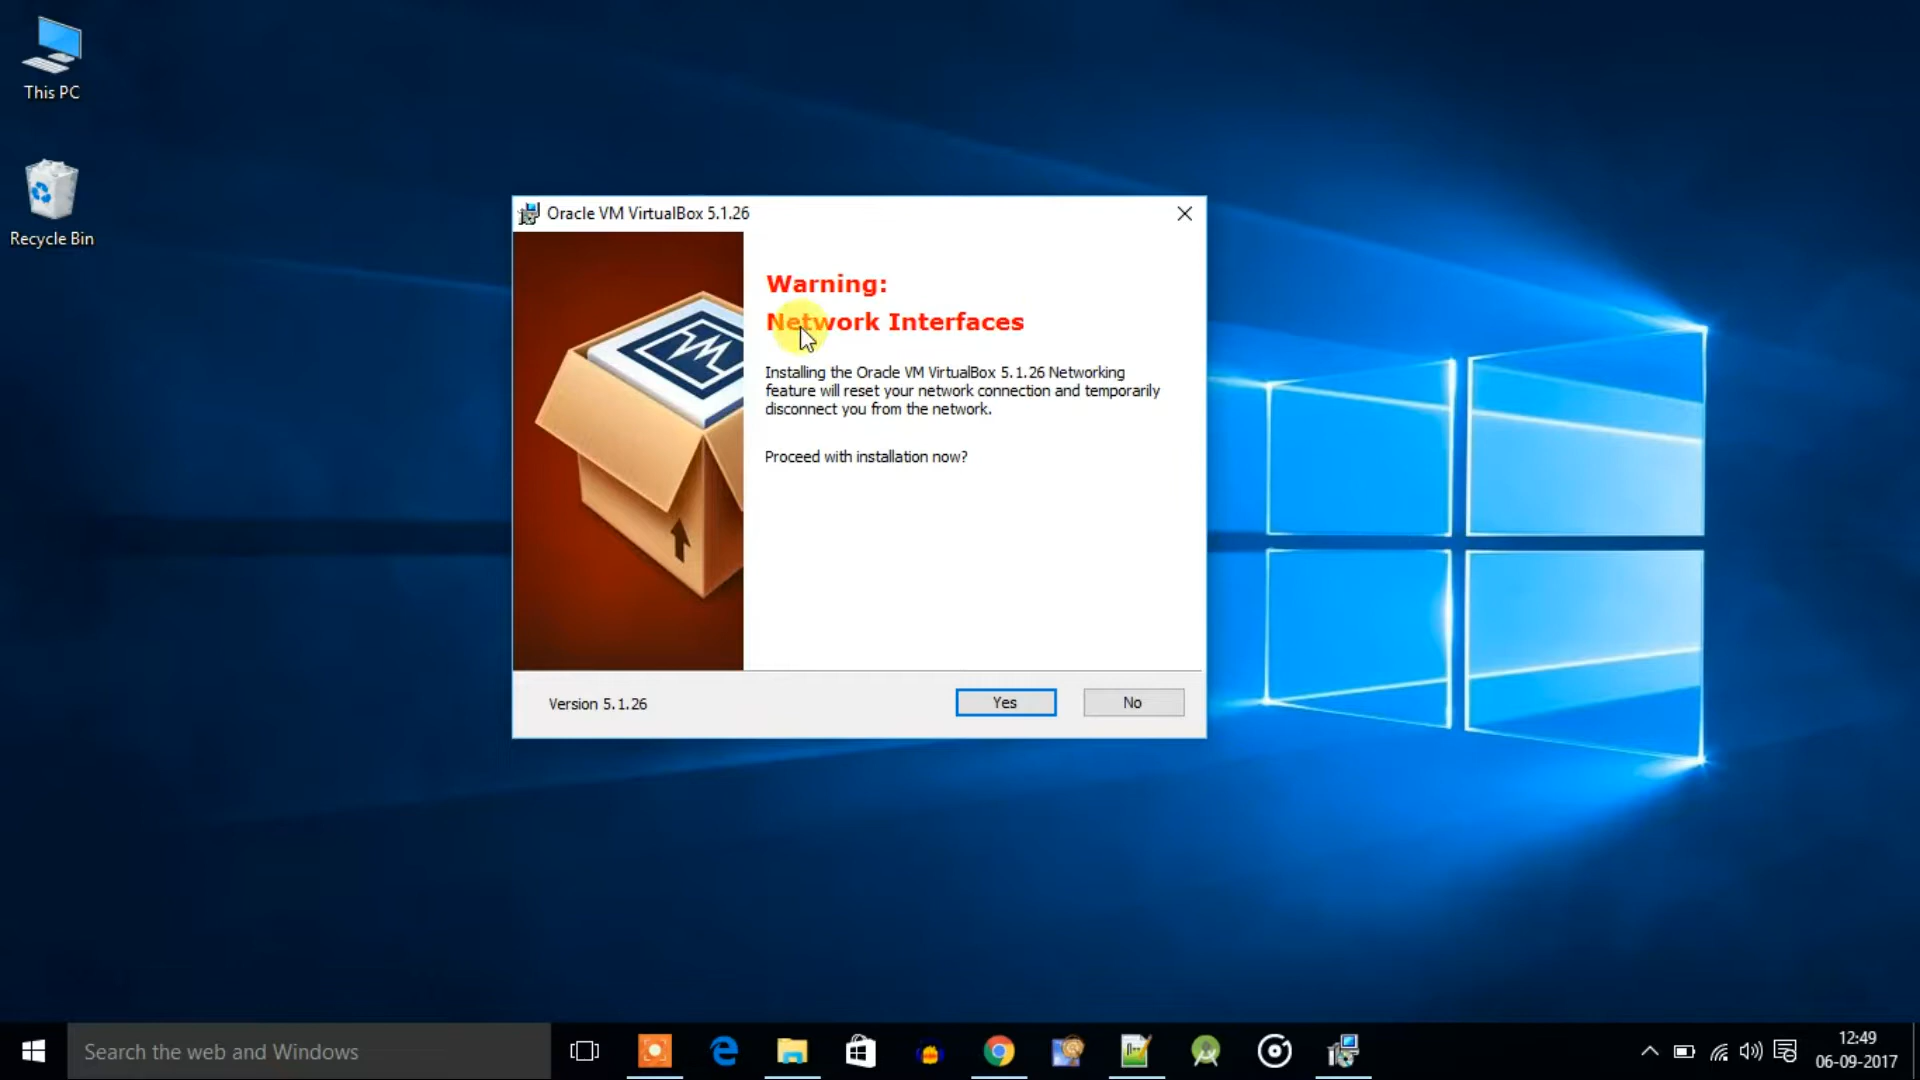 This PC
Recycle Bin
Oracle VM VirtualBox 5.1.26
Warning:
Network Interfaces
Installing the Oracle VM VirtualBox 5.1.26 Networking
feature will reset your network connection and temporarily
disconnect you from the network.
Proceed with installation now?
Version 5.1.26
Yes
No
Search the web and Windows
12:49
06-09-2017